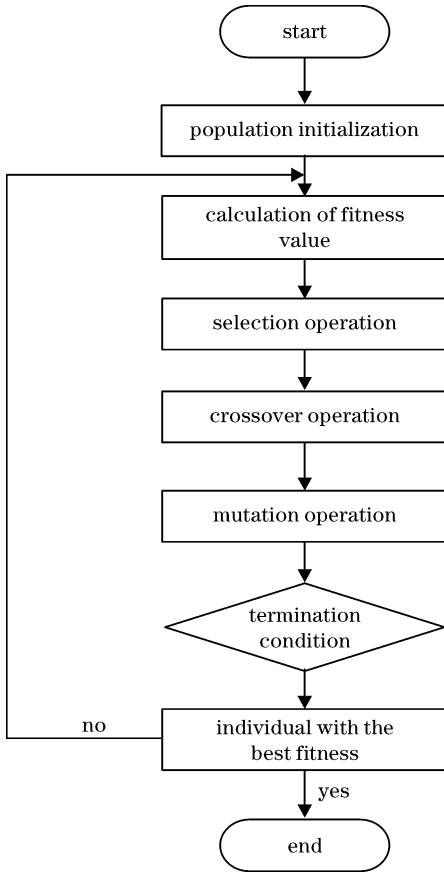 start
population initialization
calculation of fitness
value
selection operation
crossover operation
mutation operation
termination
condition
no
individual with the
best fitness
yes
end